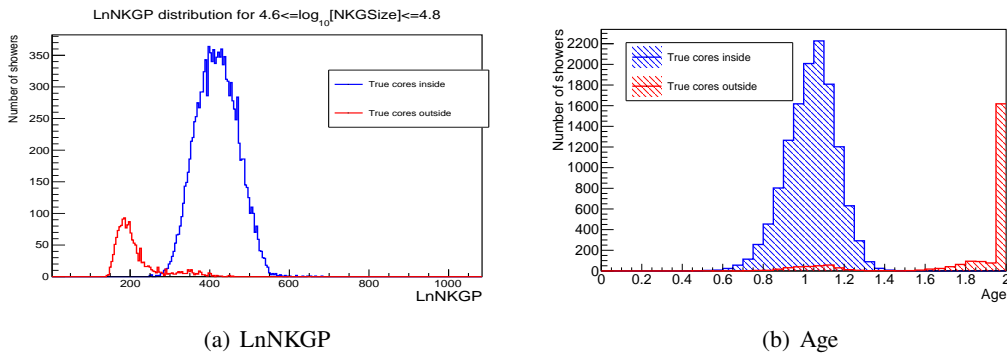 LnNKGP distribution for 4.6<=log10[NKGSize]<=4.8
Number of showers
350
300
250
200
150
100
50
0
True cores inside
True cores outside
200 400 600 800 1000
LnNKGP
(a) LnNKGP
Number of showers
2200
2000
1800
1600
1400
1200
1000
800
600
400
200
0
True cores inside
True cores outside
0 0.2 0.4 0.6 0.8 1 1.2 1.4 1.6 1.8 2
Age
(b) Age